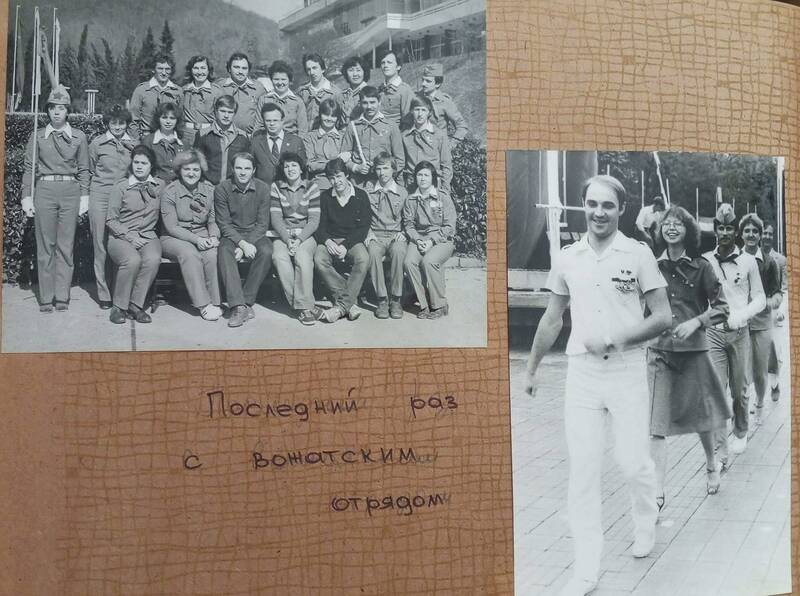 Последний раз
с вожатским
отрядом